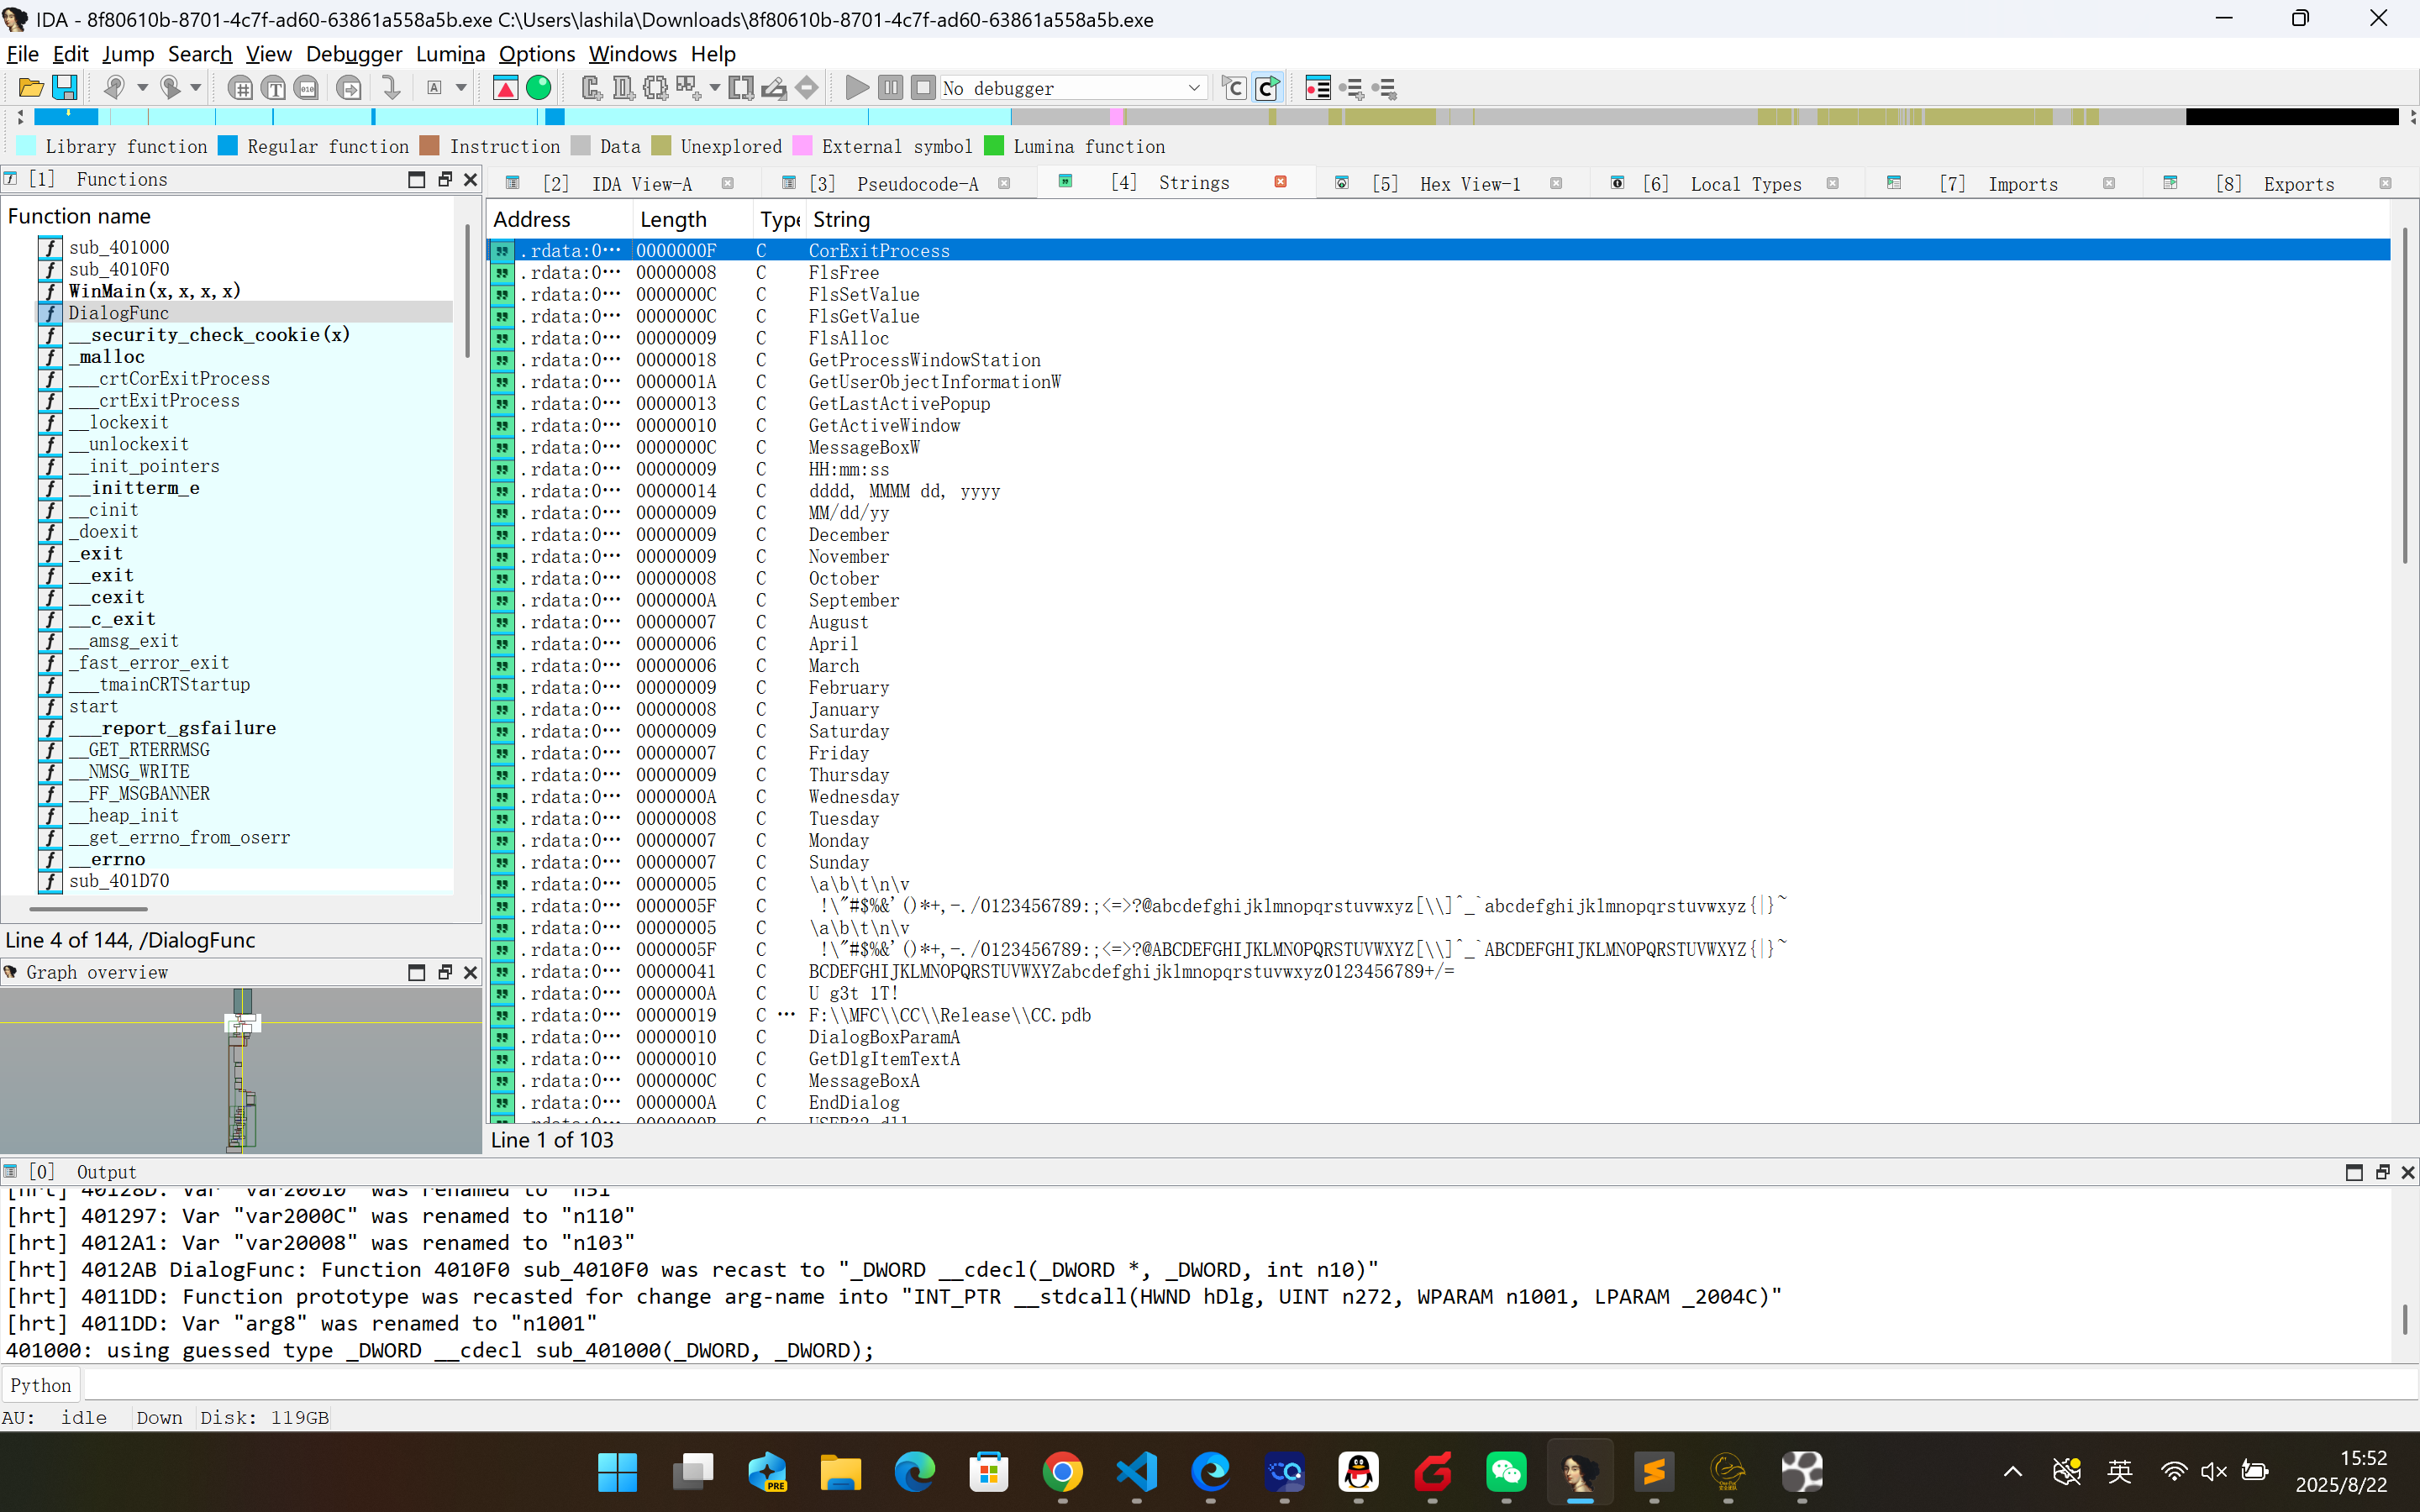 IDA - 8f80610b-8701-4c7f-ad60-63861a558a5b.exe C:\Users\lashila\Downloads\8f80610b-8701-4c7f-ad60-63861a558a5b.exe
File Edit Jump Search View Debugger Lumina Options Windows Help
No debugger
Library function Regular function Instruction Data Unexplored External symbol Lumina function
[1] Functions
[2] IDA View-A [3] Pseudocode-A [4] Strings [5] Hex View-1 [6] Local Types [7] Imports [8] Exports
Function name
sub_401000
sub_4010F0
WinMain(x,x,x,x)
DialogFunc
__security_check_cookie(x)
_malloc
___crtCorExitProcess
___crtExitProcess
__lockexit
__unlockexit
__init_pointers
__initterm_e
__cinit
_doexit
_exit
__exit
__cexit
__c_exit
__amsg_exit
_fast_error_exit
___tmainCRTStartup
start
___report_gsfailure
__GET_RTERRMSG
__NMSG_WRITE
__FF_MSGBANNER
__heap_init
__get_errno_from_oserr
__errno
sub_401D70
Line 4 of 144, /DialogFunc
Graph overview
Address Length Type String
.rdata:0… 0000000F C CorExitProcess
.rdata:0… 00000008 C FlsFree
.rdata:0… 0000000C C FlsSetValue
.rdata:0… 0000000C C FlsGetValue
.rdata:0… 00000009 C FlsAlloc
.rdata:0… 00000018 C GetProcessWindowStation
.rdata:0… 0000001A C GetUserObjectInformationW
.rdata:0… 00000013 C GetLastActivePopup
.rdata:0… 00000010 C GetActiveWindow
.rdata:0… 0000000C C MessageBoxW
.rdata:0… 00000009 C HH:mm:ss
.rdata:0… 00000014 C dddd, MMMM dd, yyyy
.rdata:0… 00000009 C MM/dd/yy
.rdata:0… 00000009 C December
.rdata:0… 00000009 C November
.rdata:0… 00000008 C October
.rdata:0… 0000000A C September
.rdata:0… 00000007 C August
.rdata:0… 00000006 C April
.rdata:0… 00000006 C March
.rdata:0… 00000009 C February
.rdata:0… 00000008 C January
.rdata:0… 00000009 C Saturday
.rdata:0… 00000007 C Friday
.rdata:0… 00000009 C Thursday
.rdata:0… 0000000A C Wednesday
.rdata:0… 00000008 C Tuesday
.rdata:0… 00000007 C Monday
.rdata:0… 00000007 C Sunday
.rdata:0… 00000005 C \a\b\t\n\v
.rdata:0… 0000005F C !\"#$%&'()*+,-./0123456789:;<=>?@abcdefghijklmnopqrstuvwxyz[\\]^_`abcdefghijklmnopqrstuvwxyz{|}~
.rdata:0… 00000005 C \a\b\t\n\v
.rdata:0… 0000005F C !\"#$%&'()*+,-./0123456789:;<=>?@ABCDEFGHIJKLMNOPQRSTUVWXYZ[\\]^_`ABCDEFGHIJKLMNOPQRSTUVWXYZ{|}~
.rdata:0… 00000041 C BCDEFGHIJKLMNOPQRSTUVWXYZabcdefghijklmnopqrstuvwxyz0123456789+/=
.rdata:0… 0000000A C U g3t 1T!
.rdata:0… 00000019 C … F:\\MFC\\CC\\Release\\CC.pdb
.rdata:0… 00000010 C DialogBoxParamA
.rdata:0… 00000010 C GetDlgItemTextA
.rdata:0… 0000000C C MessageBoxA
.rdata:0… 0000000A C EndDialog
Line 1 of 103
[0] Output
[hrt] 40128D: Var "var20010" was renamed to "n51"
[hrt] 401297: Var "var2000C" was renamed to "n110"
[hrt] 4012A1: Var "var20008" was renamed to "n103"
[hrt] 4012AB DialogFunc: Function 4010F0 sub_4010F0 was recast to "_DWORD __cdecl(_DWORD *, _DWORD, int n10)"
[hrt] 4011DD: Function prototype was recasted for change arg-name into "INT_PTR __stdcall(HWND hDlg, UINT n272, WPARAM n1001, LPARAM _2004C)"
[hrt] 4011DD: Var "arg8" was renamed to "n1001"
401000: using guessed type _DWORD __cdecl sub_401000(_DWORD, _DWORD);
Python
AU: idle Down Disk: 119GB
PRE
英
15:52
2025/8/22